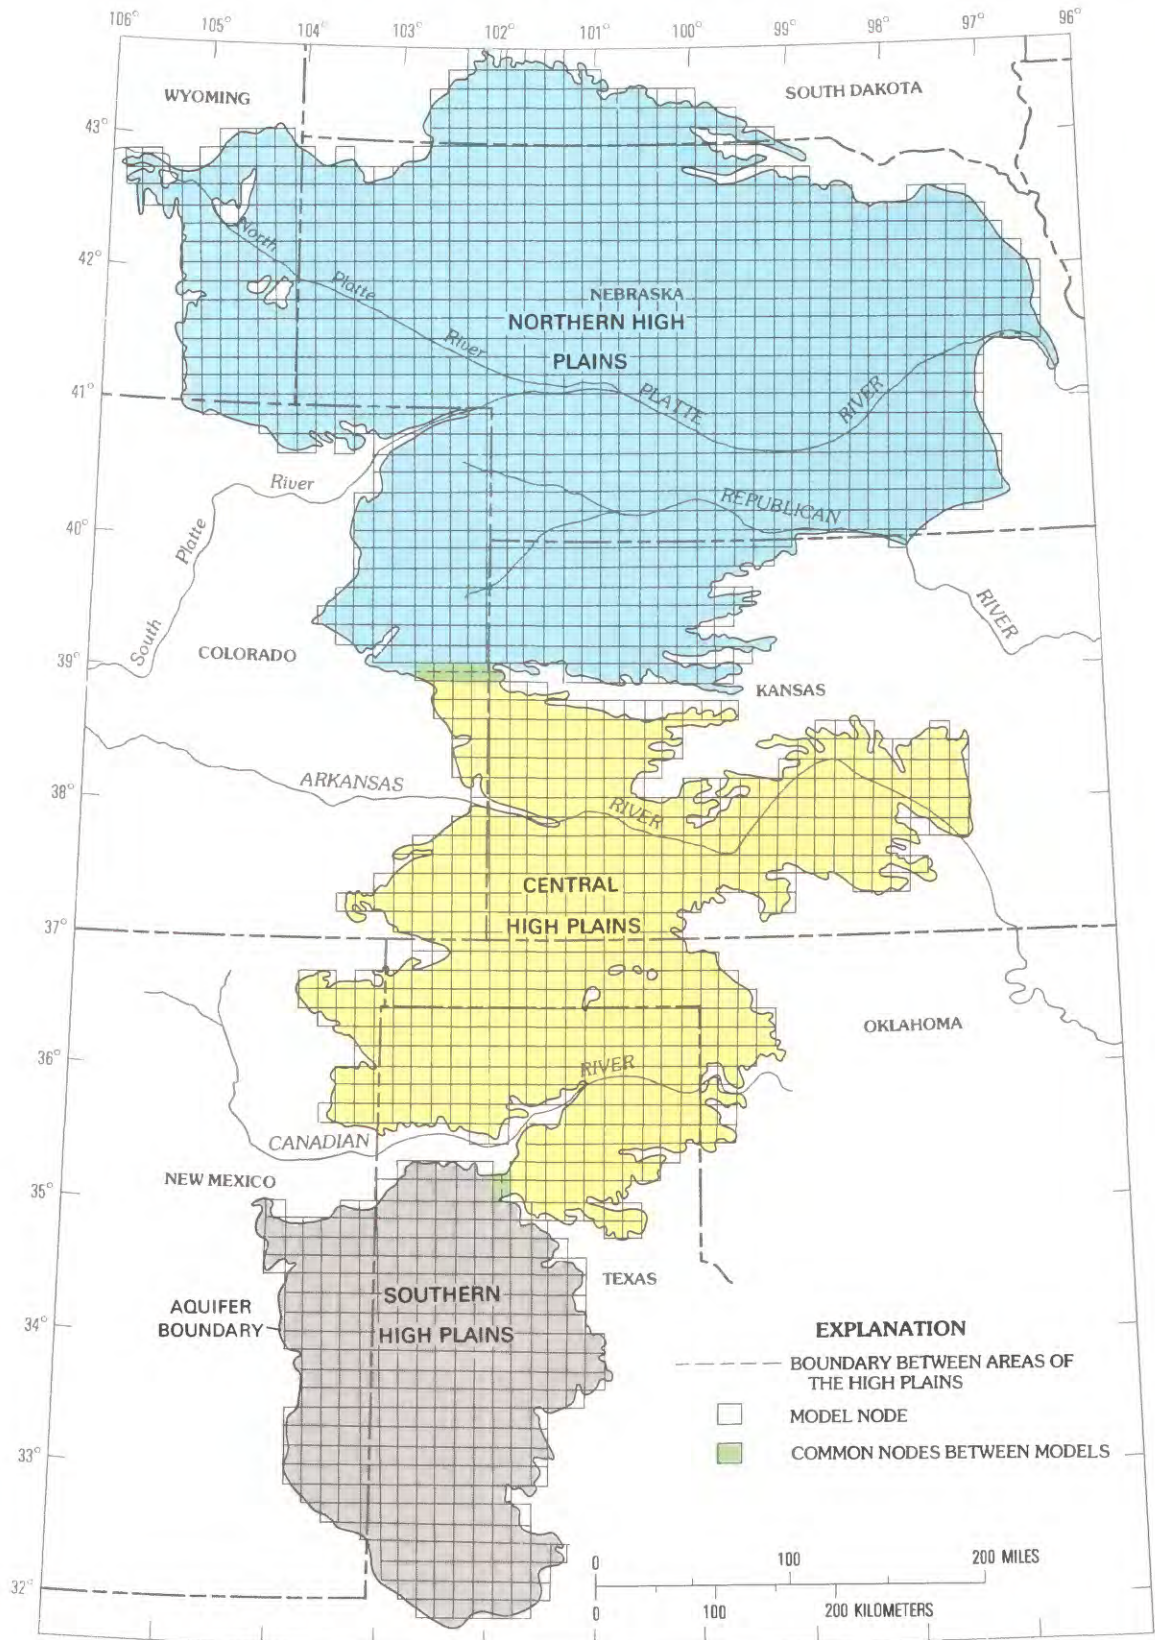 106° 105° 104° 103° 102° 101° 100° 99° 98° 97° 96°
WYOMING
SOUTH DAKOTA
43°
North
Platte
River
42°
NEBRASKA
NORTHERN HIGH
PLAINS
PLATTE
RIVER
41°
South
Platte
River
REPUBLICAN
RIVER
40°
COLORADO
39°
KANSAS
ARKANSAS
RIVER
38°
CENTRAL
HIGH PLAINS
37°
OKLAHOMA
36°
RIVER
CANADIAN
NEW MEXICO
35°
TEXAS
SOUTHERN
HIGH PLAINS
AQUIFER
BOUNDARY
34°
33°
32°
EXPLANATION
BOUNDARY BETWEEN AREAS OF
THE HIGH PLAINS
MODEL NODE
COMMON NODES BETWEEN MODELS
0 100 200 MILES
0 100 200 KILOMETERS